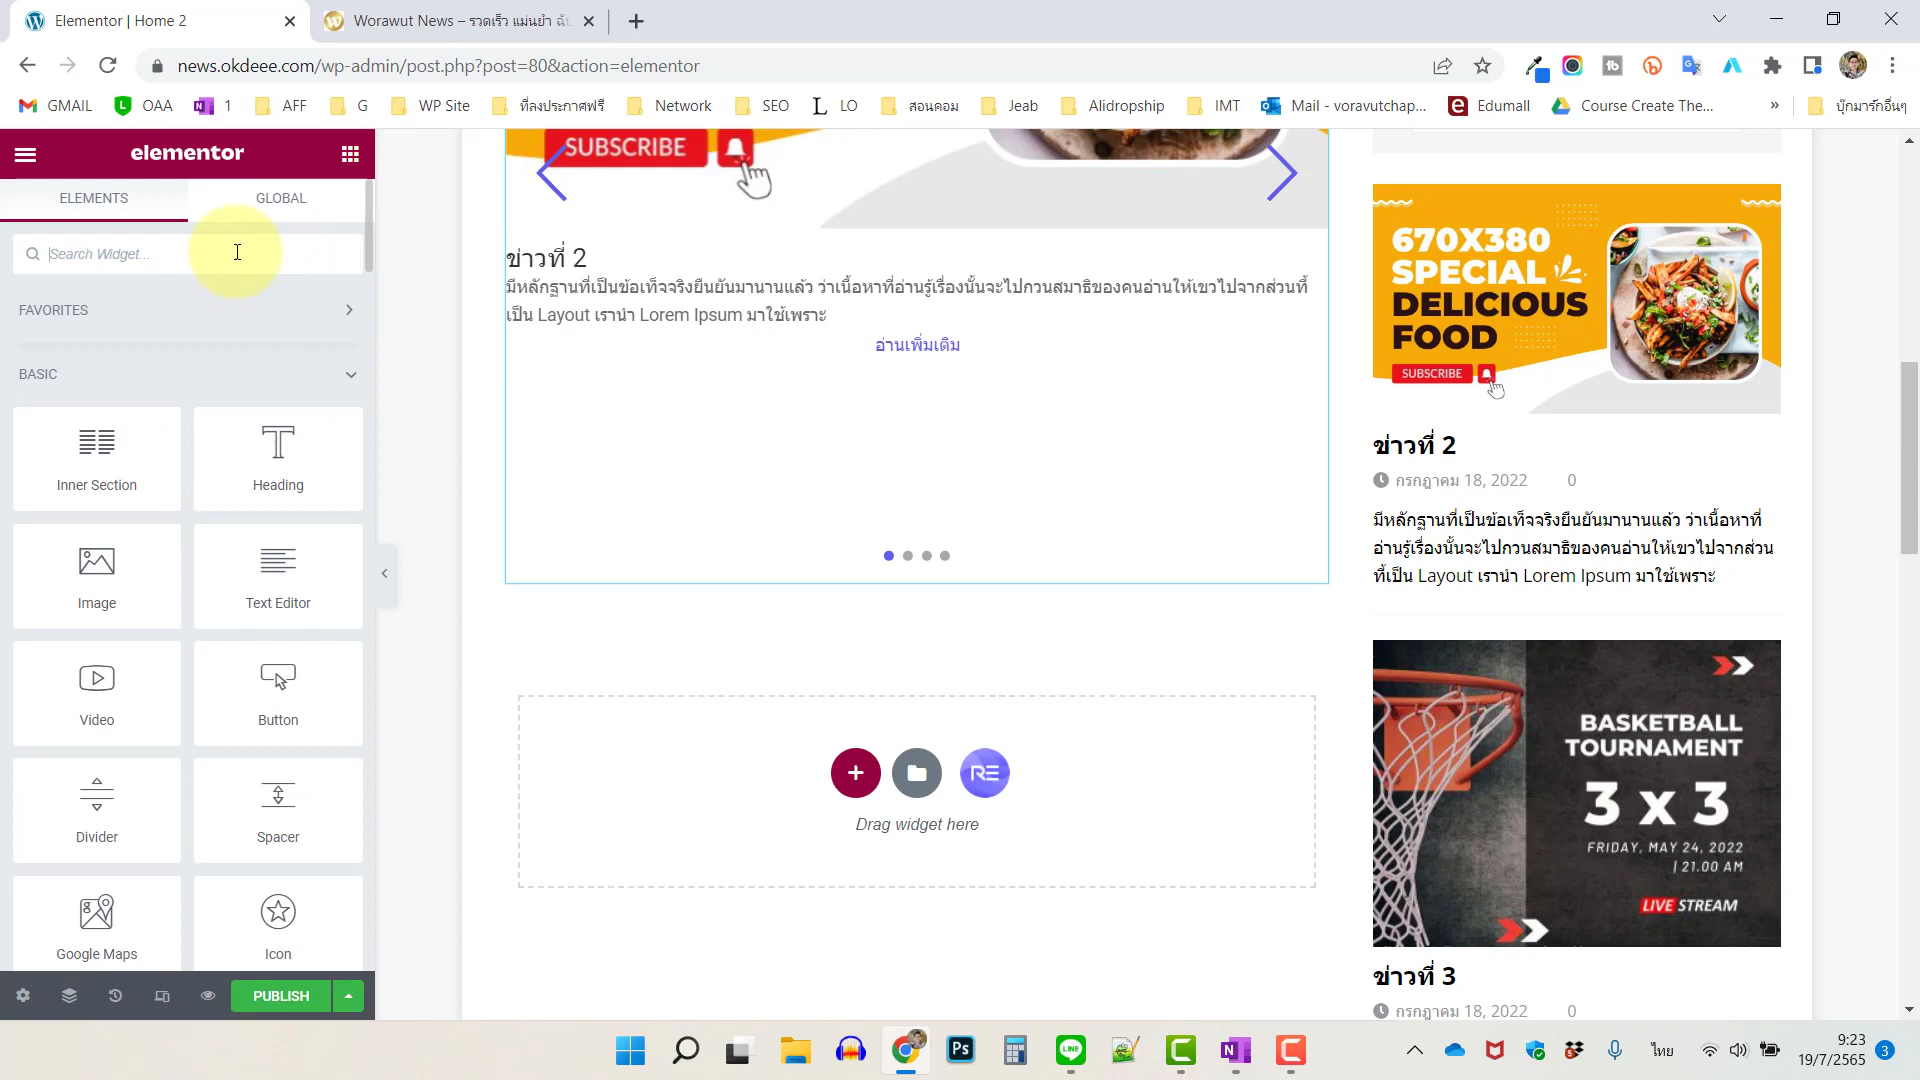 Elementor | Home 2
Worawut News – รวดเร็ว แม่นยำ ฉับ
news.okdeee.com/wp-admin/post.php?post=80&action=elementor
GMAIL
OAA
1
AFF
G
WP Site
ที่ลงประกาศฟรี
Network
SEO
LO
สอนคอม
Jeab
Alidropship
IMT
Mail - voravutchap...
Edumall
Course Create The...
»
บุ๊กมาร์กอื่นๆ
elementor
ELEMENTS
GLOBAL
Search Widget...
FAVORITES
BASIC
Inner Section
Heading
Image
Text Editor
Video
Button
Divider
Spacer
Google Maps
Icon
PUBLISH
SUBSCRIBE
ข่าวที่ 2
มีหลักฐานที่เป็นข้อเท็จจริงยืนยันมานานแล้ว ว่าเนื้อหาที่อ่านรู้เรื่องนั้นจะไปกวนสมาธิของคนอ่านให้เขวไปจากส่วนที่
เป็น Layout เรานำ Lorem Ipsum มาใช้เพราะ
อ่านเพิ่มเติม
RE
Drag widget here
670X380
SPECIAL
DELICIOUS
FOOD
SUBSCRIBE
ข่าวที่ 2
กรกฎาคม 18, 2022 0
มีหลักฐานที่เป็นข้อเท็จจริงยืนยันมานานแล้ว ว่าเนื้อหาที่
อ่านรู้เรื่องนั้นจะไปกวนสมาธิของคนอ่านให้เขวไปจากส่วน
ที่เป็น Layout เรานำ Lorem Ipsum มาใช้เพราะ
BASKETBALL
TOURNAMENT
3 x 3
FRIDAY, MAY 24, 2022
| 21.00 AM
LIVE STREAM
ข่าวที่ 3
กรกฎาคม 18, 2022 0
Ps
LINE
ไทย
9:23
19/7/2565
3